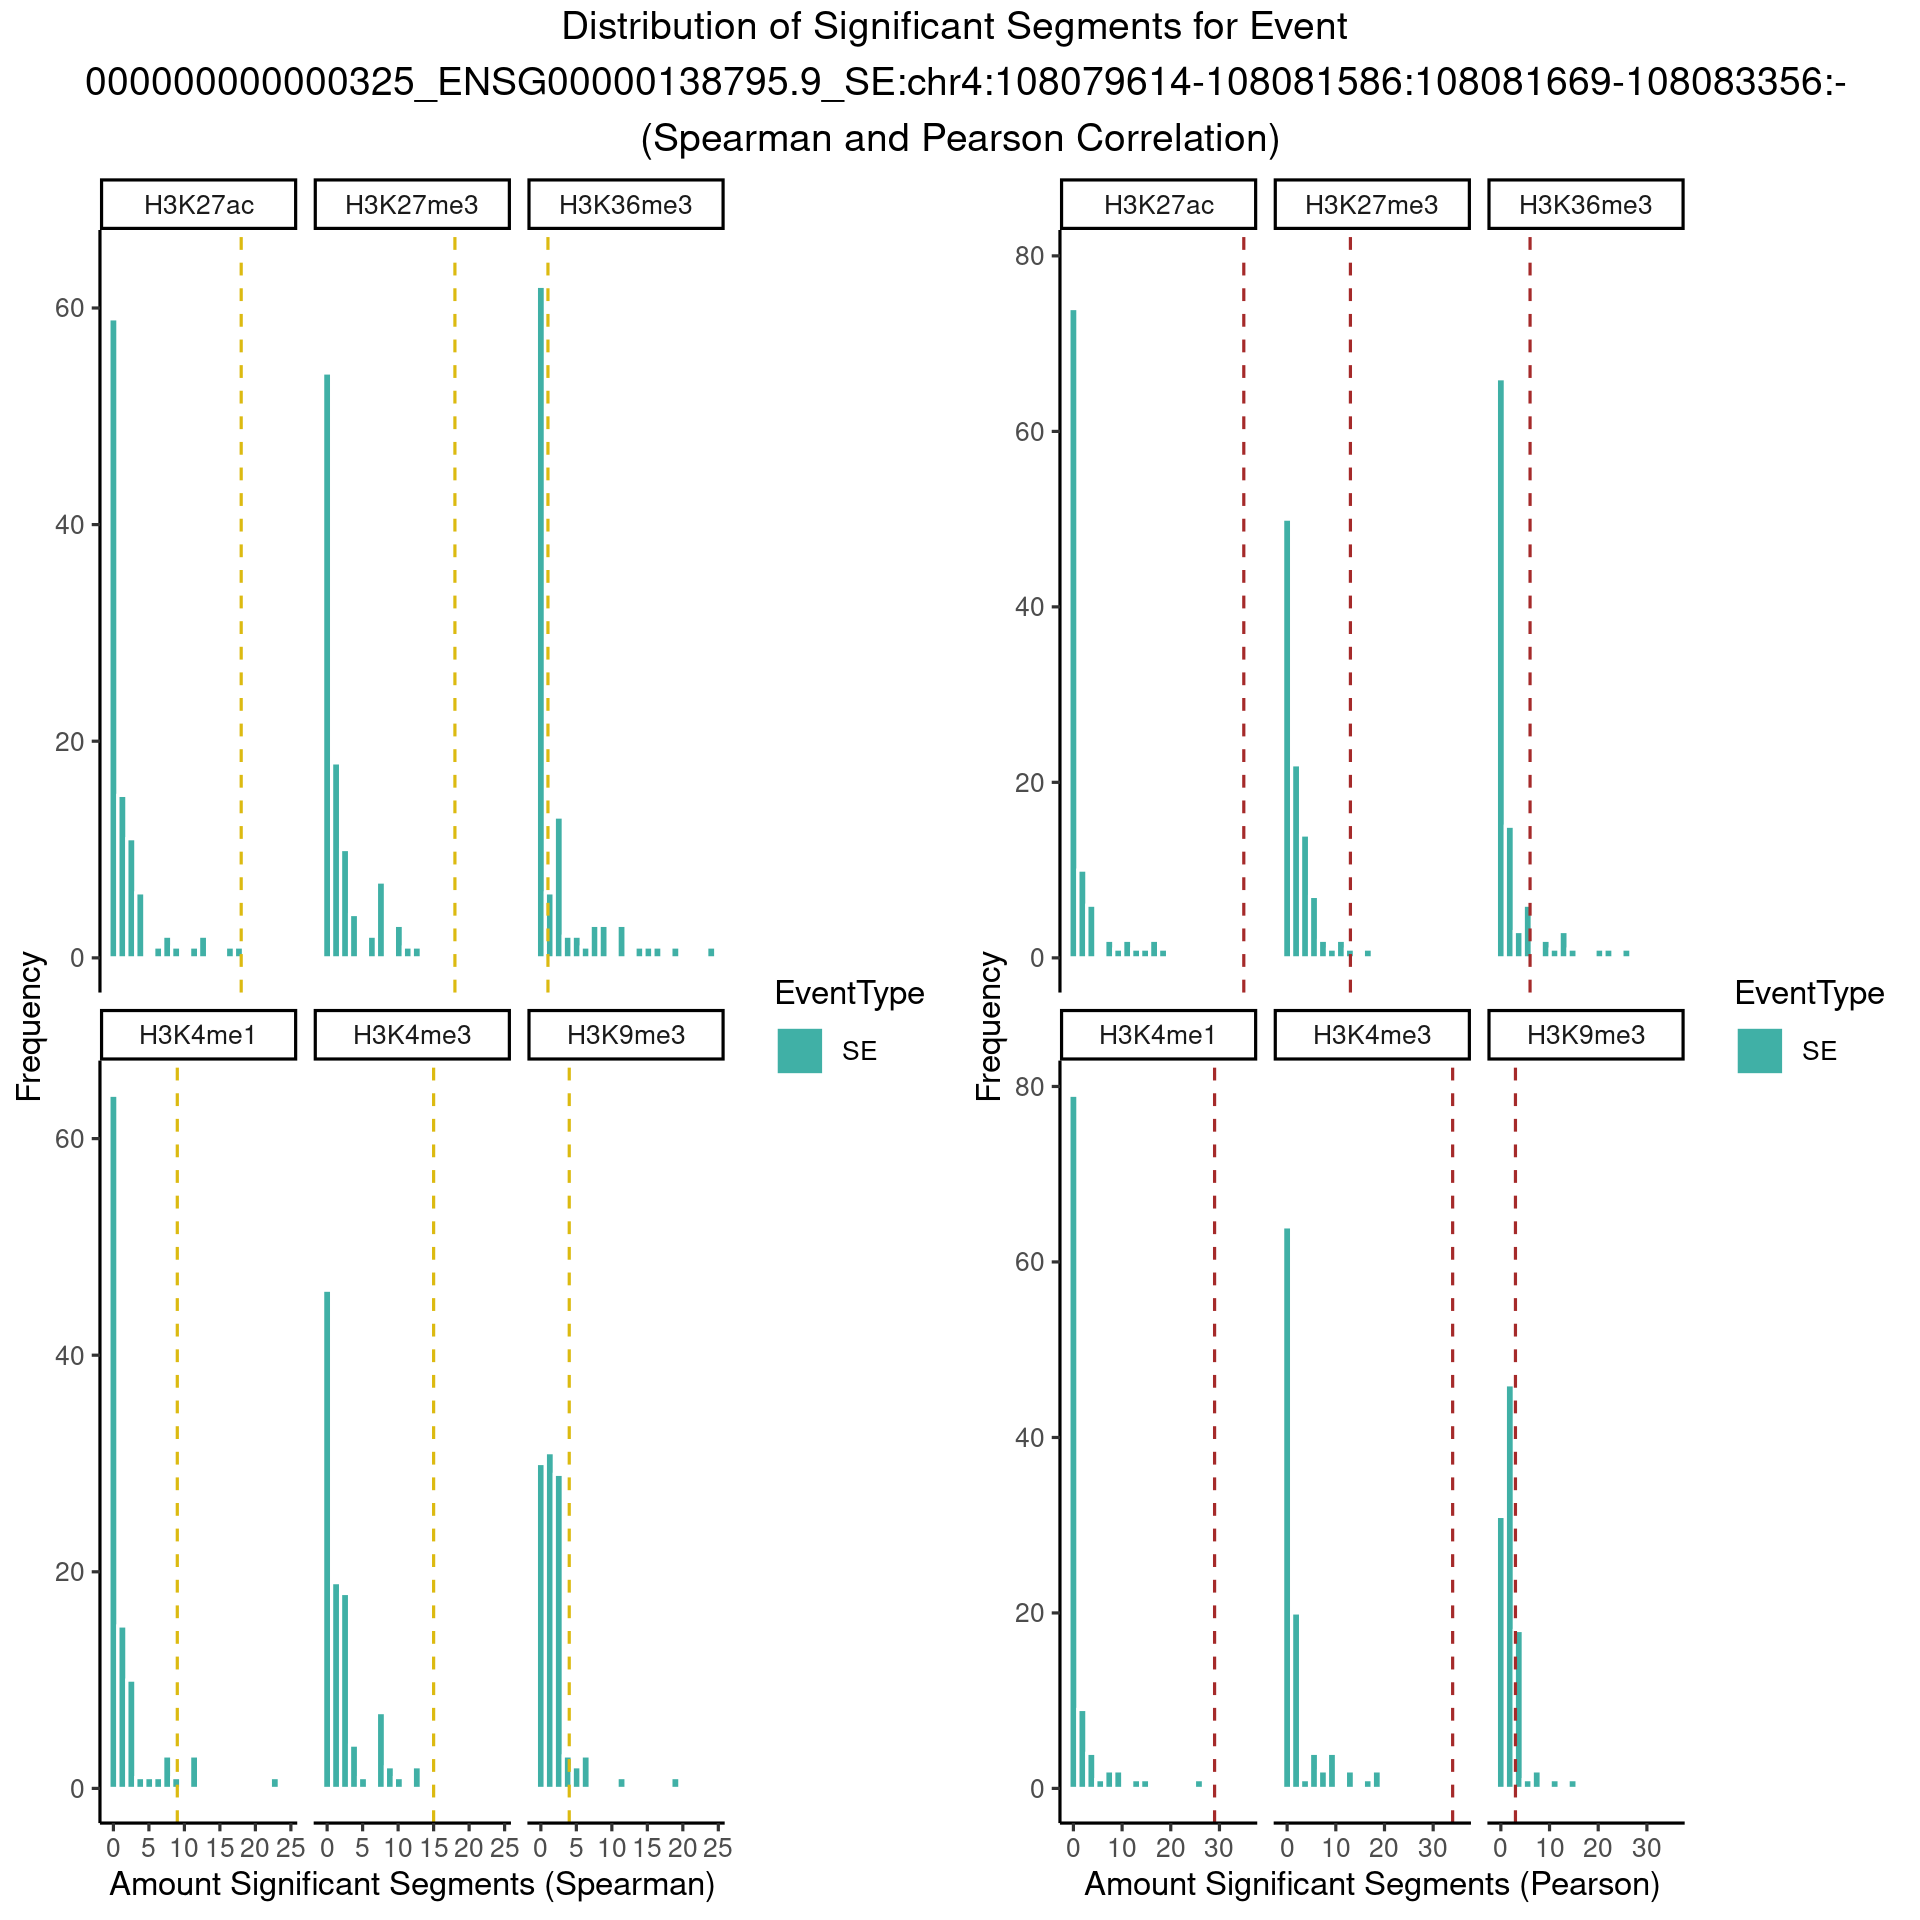 Distribution of Significant Segments for Event
000000000000325_ENSG00000138795.9_SE:chr4:108079614-108081586:108081669-108083356:-
(Spearman and Pearson Correlation)
H3K27ac H3K27me3 H3K36me3
60
40
20
0
H3K4me1 H3K4me3 H3K9me3
60
40
20
0
0 5 10 15 20 25 0 5 10 15 20 25 0 5 10 15 20 25
Amount Significant Segments (Spearman)
Frequency
EventType
SE
H3K27ac H3K27me3 H3K36me3
80
60
40
20
0
H3K4me1 H3K4me3 H3K9me3
80
60
40
20
0
0 10 20 30 0 10 20 30 0 10 20 30
Amount Significant Segments (Pearson)
Frequency
EventType
SE